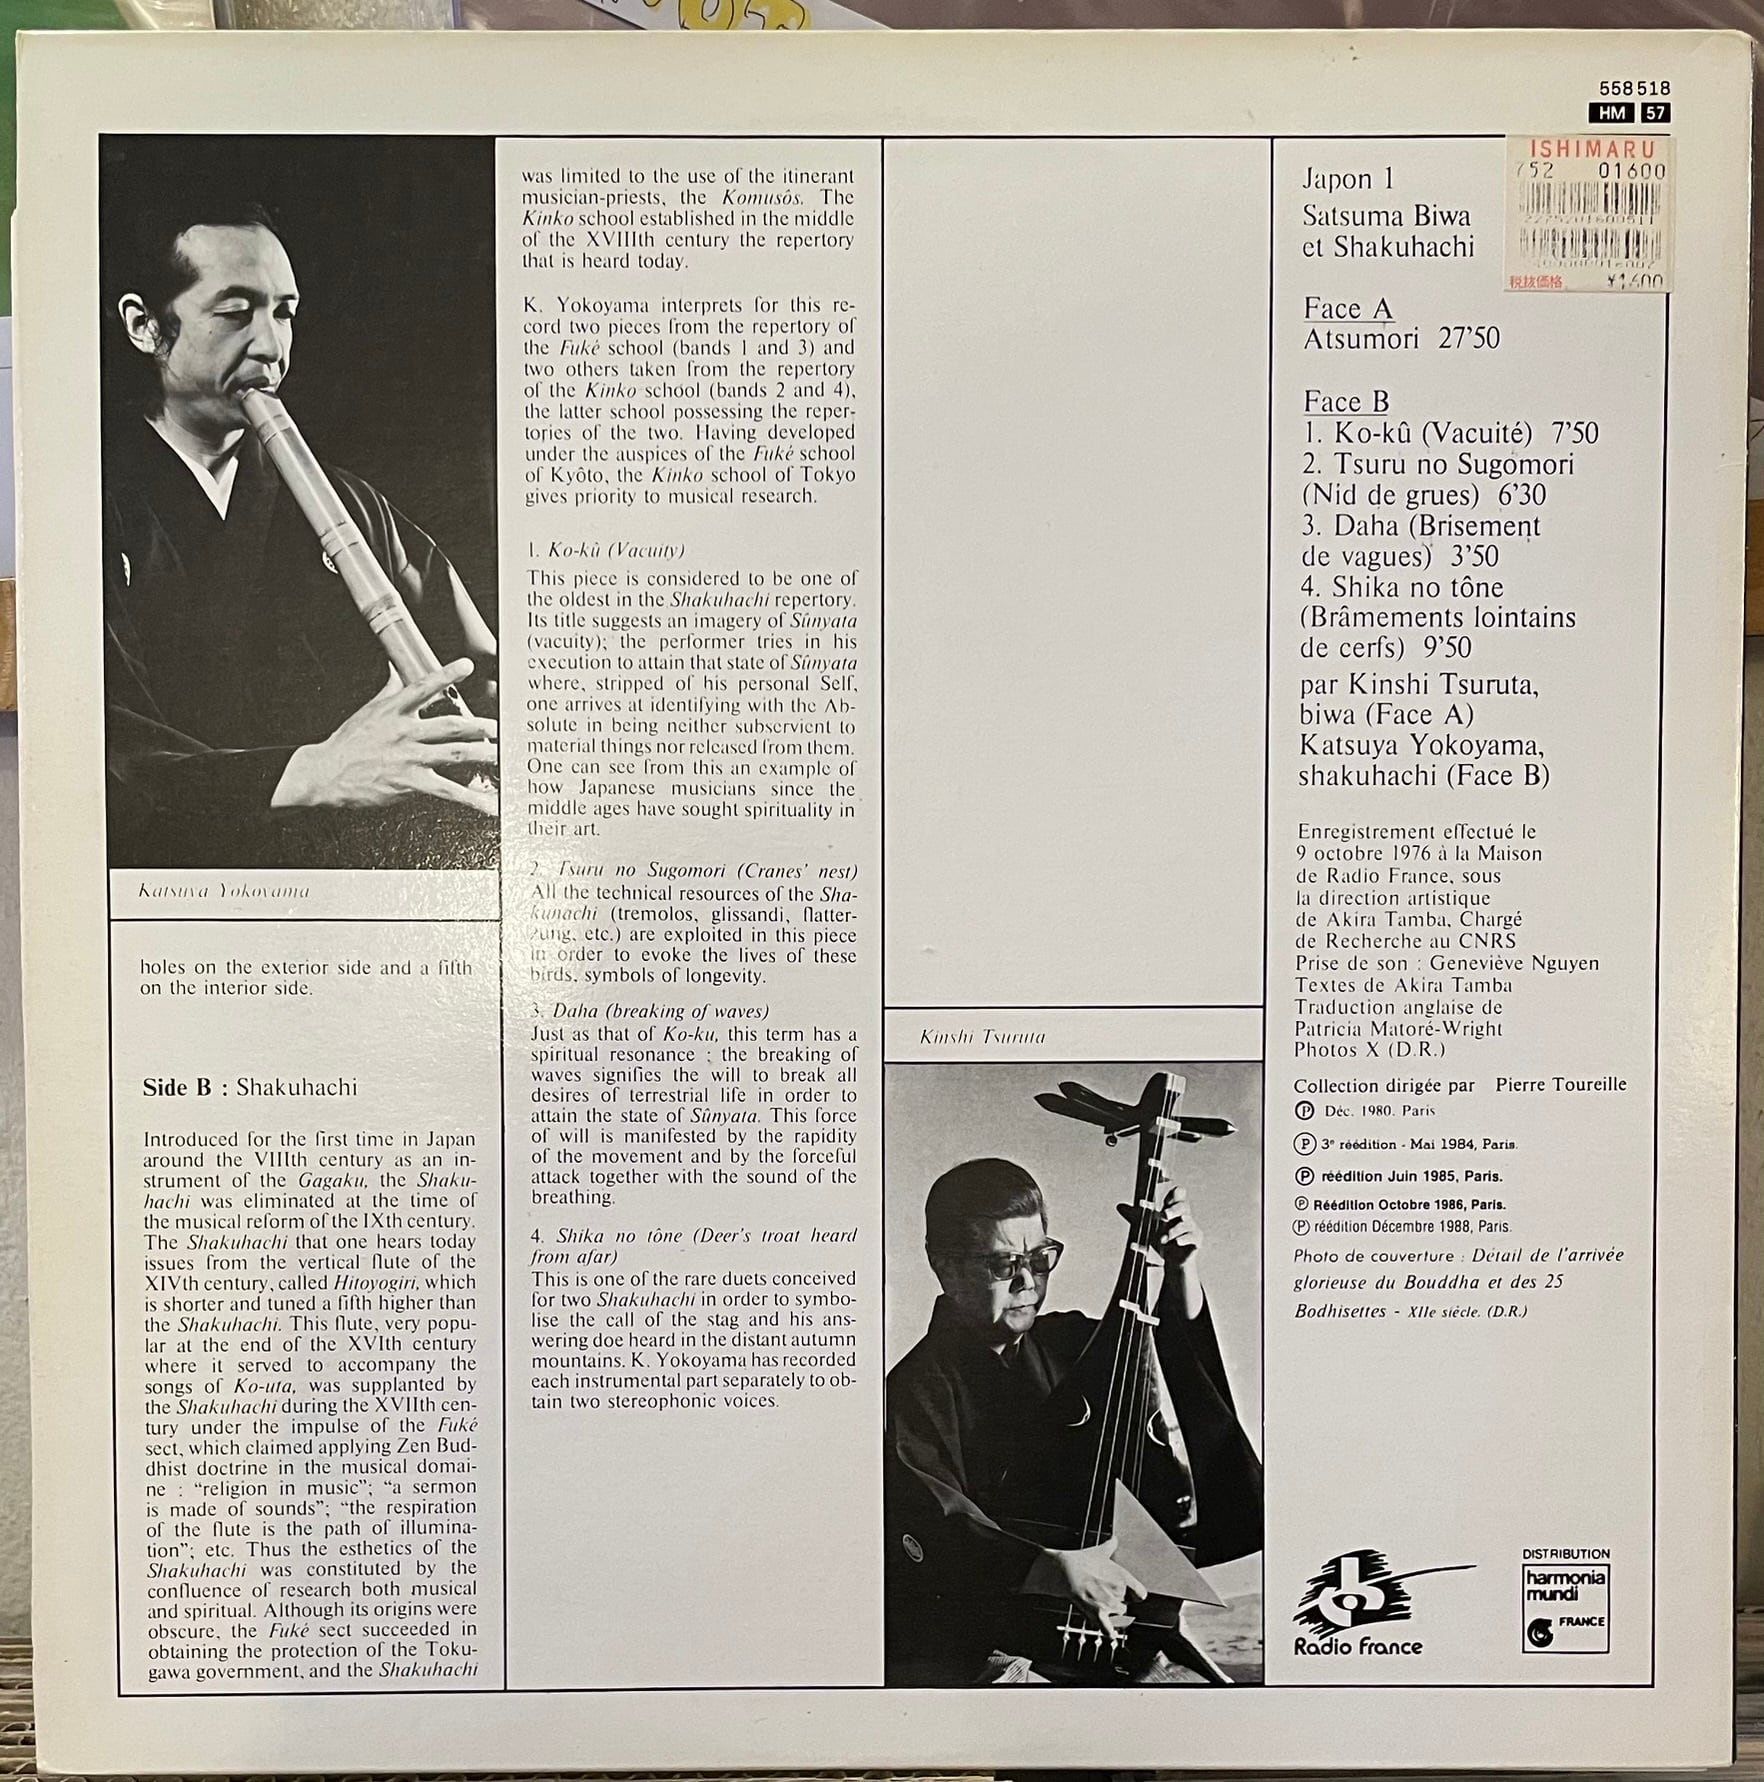 558 518
HM 57
ISHIMARU
752 01600
税抜価格 ¥1,600
Katsuya Yokoyama
holes on the exterior side and a fifth
on the interior side.
Side B : Shakuhachi
Introduced for the first time in Japan
around the VIIIth century as an in-
strument of the Gagaku, the Shaku-
hachi was eliminated at the time of
the musical reform of the IXth century.
The Shakuhachi that one hears today
issues from the vertical flute of the
XIVth century, called Hitoyogiri, which
is shorter and tuned a fifth higher than
the Shakuhachi. This flute, very popu-
lar at the end of the XVIth century
where it served to accompany the
songs of Ko-uta, was supplanted by
the Shakuhachi during the XVIIth cen-
tury under the impulse of the Fuké
sect, which claimed applying Zen Bud-
dhist doctrine in the musical domai-
ne : “religion in music”; “a sermon
is made of sounds”; “the respiration
of the flute is the path of illumina-
tion”; etc. Thus the esthetics of the
Shakuhachi was constituted by the
confluence of research both musical
and spiritual. Although its origins were
obscure, the Fuké sect succeeded in
obtaining the protection of the Toku-
gawa government, and the Shakuhachi
was limited to the use of the itinerant
musician-priests, the Komusôs. The
Kinko school established in the middle
of the XVIIIth century the repertory
that is heard today.
K. Yokoyama interprets for this re-
cord two pieces from the repertory of
the Fuké school (bands 1 and 3) and
two others taken from the repertory
of the Kinko school (bands 2 and 4),
the latter school possessing the reper-
tories of the two. Having developed
under the auspices of the Fuké school
of Kyôto, the Kinko school of Tokyo
gives priority to musical research.
1. Ko-kû (Vacuity)
This piece is considered to be one of
the oldest in the Shakuhachi repertory.
Its title suggests an imagery of Sûnyata
(vacuity); the performer tries in his
execution to attain that state of Sûnyata
where, stripped of his personal Self,
one arrives at identifying with the Ab-
solute in being neither subservient to
material things nor released from them.
One can see from this an example of
how Japanese musicians since the
middle ages have sought spirituality in
their art.
2. Tsuru no Sugomori (Cranes’ nest)
All the technical resources of the Sha-
kunachi (tremolos, glissandi, flatter-
zung, etc.) are exploited in this piece
in order to evoke the lives of these
birds, symbols of longevity.
3. Daha (breaking of waves)
Just as that of Ko-ku, this term has a
spiritual resonance : the breaking of
waves signifies the will to break all
desires of terrestrial life in order to
attain the state of Sûnyata. This force
of will is manifested by the rapidity
of the movement and by the forceful
attack together with the sound of the
breathing.
4. Shika no tône (Deer’s troat heard
from afar)
This is one of the rare duets conceived
for two Shakuhachi in order to symbo-
lise the call of the stag and his ans-
wering doe heard in the distant autumn
mountains. K. Yokoyama has recorded
each instrumental part separately to ob-
tain two stereophonic voices.
Kinshi Tsuruta
Japon 1
Satsuma Biwa
et Shakuhachi
Face A
Atsumori 27’50
Face B
1. Ko-kû (Vacuité) 7’50
2. Tsuru no Sugomori
(Nid de grues) 6’30
3. Daha (Brisement
de vagues) 3’50
4. Shika no tône
(Brâmements lointains
de cerfs) 9’50
par Kinshi Tsuruta,
biwa (Face A)
Katsuya Yokoyama,
shakuhachi (Face B)
Enregistrement effectué le
9 octobre 1976 à la Maison
de Radio France, sous
la direction artistique
de Akira Tamba, Chargé
de Recherche au CNRS
Prise de son : Geneviève Nguyen
Textes de Akira Tamba
Traduction anglaise de
Patricia Matoré-Wright
Photos X (D.R.)
Collection dirigée par Pierre Toureille
Ⓟ Déc. 1980. Paris
Ⓟ 3e réédition - Mai 1984, Paris.
Ⓟ réédition Juin 1985, Paris.
Ⓟ Réédition Octobre 1986, Paris.
Ⓟ réédition Décembre 1988, Paris.
Photo de couverture : Détail de l’arrivée
glorieuse du Bouddha et des 25
Bodhisettes - XIIe siècle. (D.R.)
Radio France
DISTRIBUTION
harmonia
mundi
FRANCE